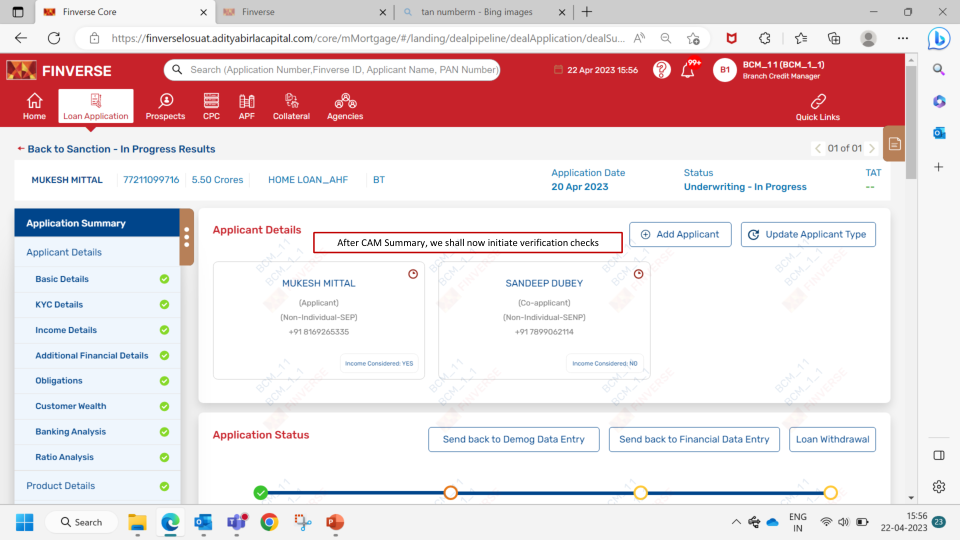 Finverse Core
Finverse
tan numberm - Bing images
https://finverselosuat.adityabirlacapital.com/core/mMortgage/#/landing/dealpipeline/dealApplication/dealSu...
FINVERSE
Search (Application Number,Finverse ID, Applicant Name, PAN Number)
22 Apr 2023 15:56
99+
B1
BCM_11 (BCM_1_1)
Branch Credit Manager
Home
Loan Application
Prospects
CPC
APF
Collateral
Agencies
Quick Links
Back to Sanction - In Progress Results
01 of 01
MUKESH MITTAL
77211099716
5.50 Crores
HOME LOAN_AHF
BT
Application Date
20 Apr 2023
Status
Underwriting - In Progress
TAT
--
Application Summary
Applicant Details
Basic Details
KYC Details
Income Details
Additional Financial Details
Obligations
Customer Wealth
Banking Analysis
Ratio Analysis
Product Details
Applicant Details
After CAM Summary, we shall now initiate verification checks
Add Applicant
Update Applicant Type
MUKESH MITTAL
(Applicant)
(Non-Individual-SEP)
+91 8169265335
Income Considered: YES
SANDEEP DUBEY
(Co-applicant)
(Non-Individual-SENP)
+91 7899062114
Income Considered: NO
Application Status
Send back to Demog Data Entry
Send back to Financial Data Entry
Loan Withdrawal
Search
ENG
IN
15:56
22-04-2023
23